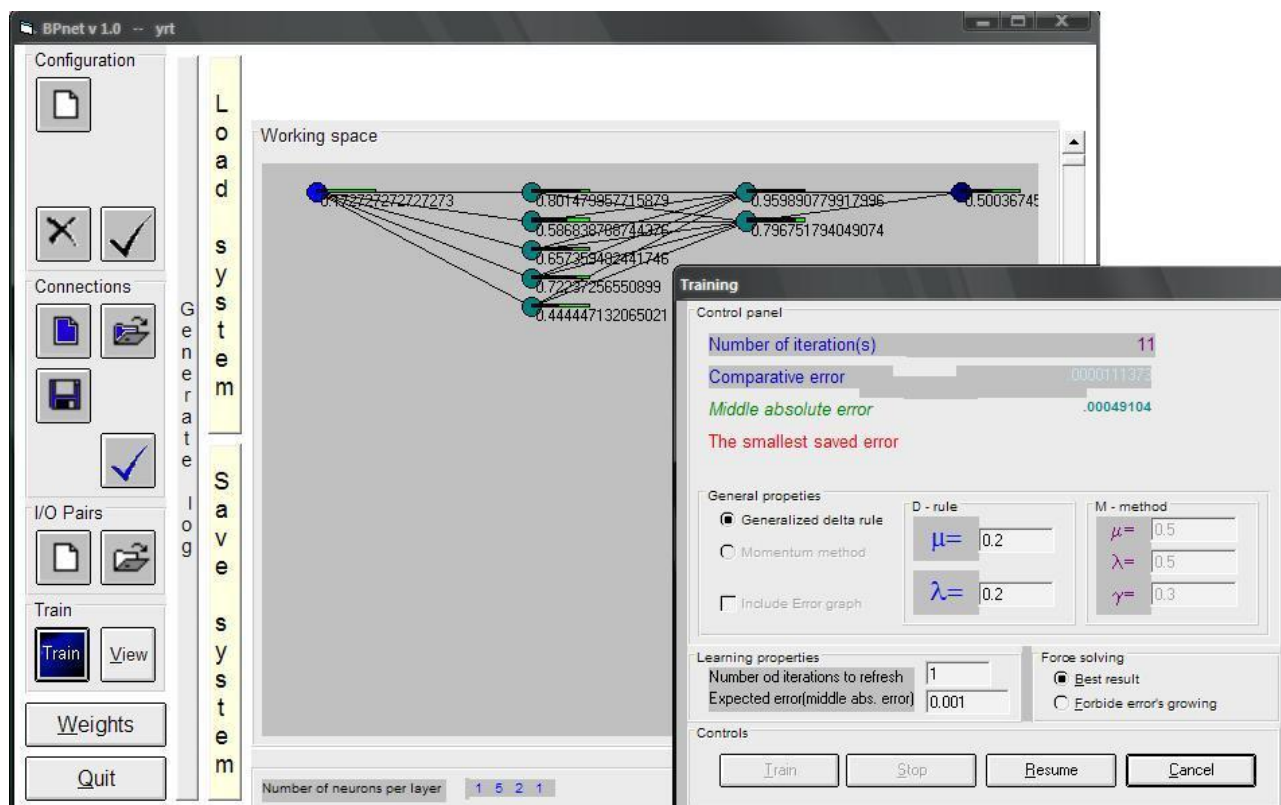 BPnet v 1.0 -- yrt
Configuration
Connections
I/O Pairs
Train
Train
View
Weights
Quit
Generate log
Load system
Save system
Working space
0.172727272727273
0.801479957715879
0.586838788744376
0.657359482441746
0.72237256550899
0.444447132065021
0.959890779917996
0.796751794049074
0.50036745
Number of neurons per layer 1 5 2 1
Training
Control panel
Number of iteration(s) 11
Comparative error .0000111373
Middle absolute error .00049104
The smallest saved error
General propeties
Generalized delta rule
Momentum method
Include Error graph
D - rule
μ= 0.2
λ= 0.2
M - method
μ= 0.5
λ= 0.5
γ= 0.3
Learning properties
Number od iterations to refresh 1
Expected error(middle abs. error) 0.001
Force solving
Best result
Forbide error's growing
Controls
Train Stop Resume Cancel